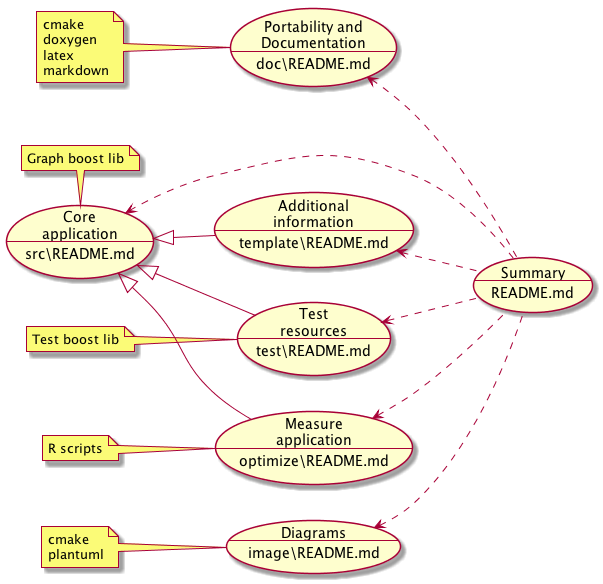 cmake
doxygen
latex
markdown
Portability and
Documentation
doc\README.md
Graph boost lib
Core
application
src\README.md
Additional
information
template\README.md
Summary
README.md
Test boost lib
Test
resources
test\README.md
R scripts
Measure
application
optimize\README.md
cmake
plantuml
Diagrams
image\README.md